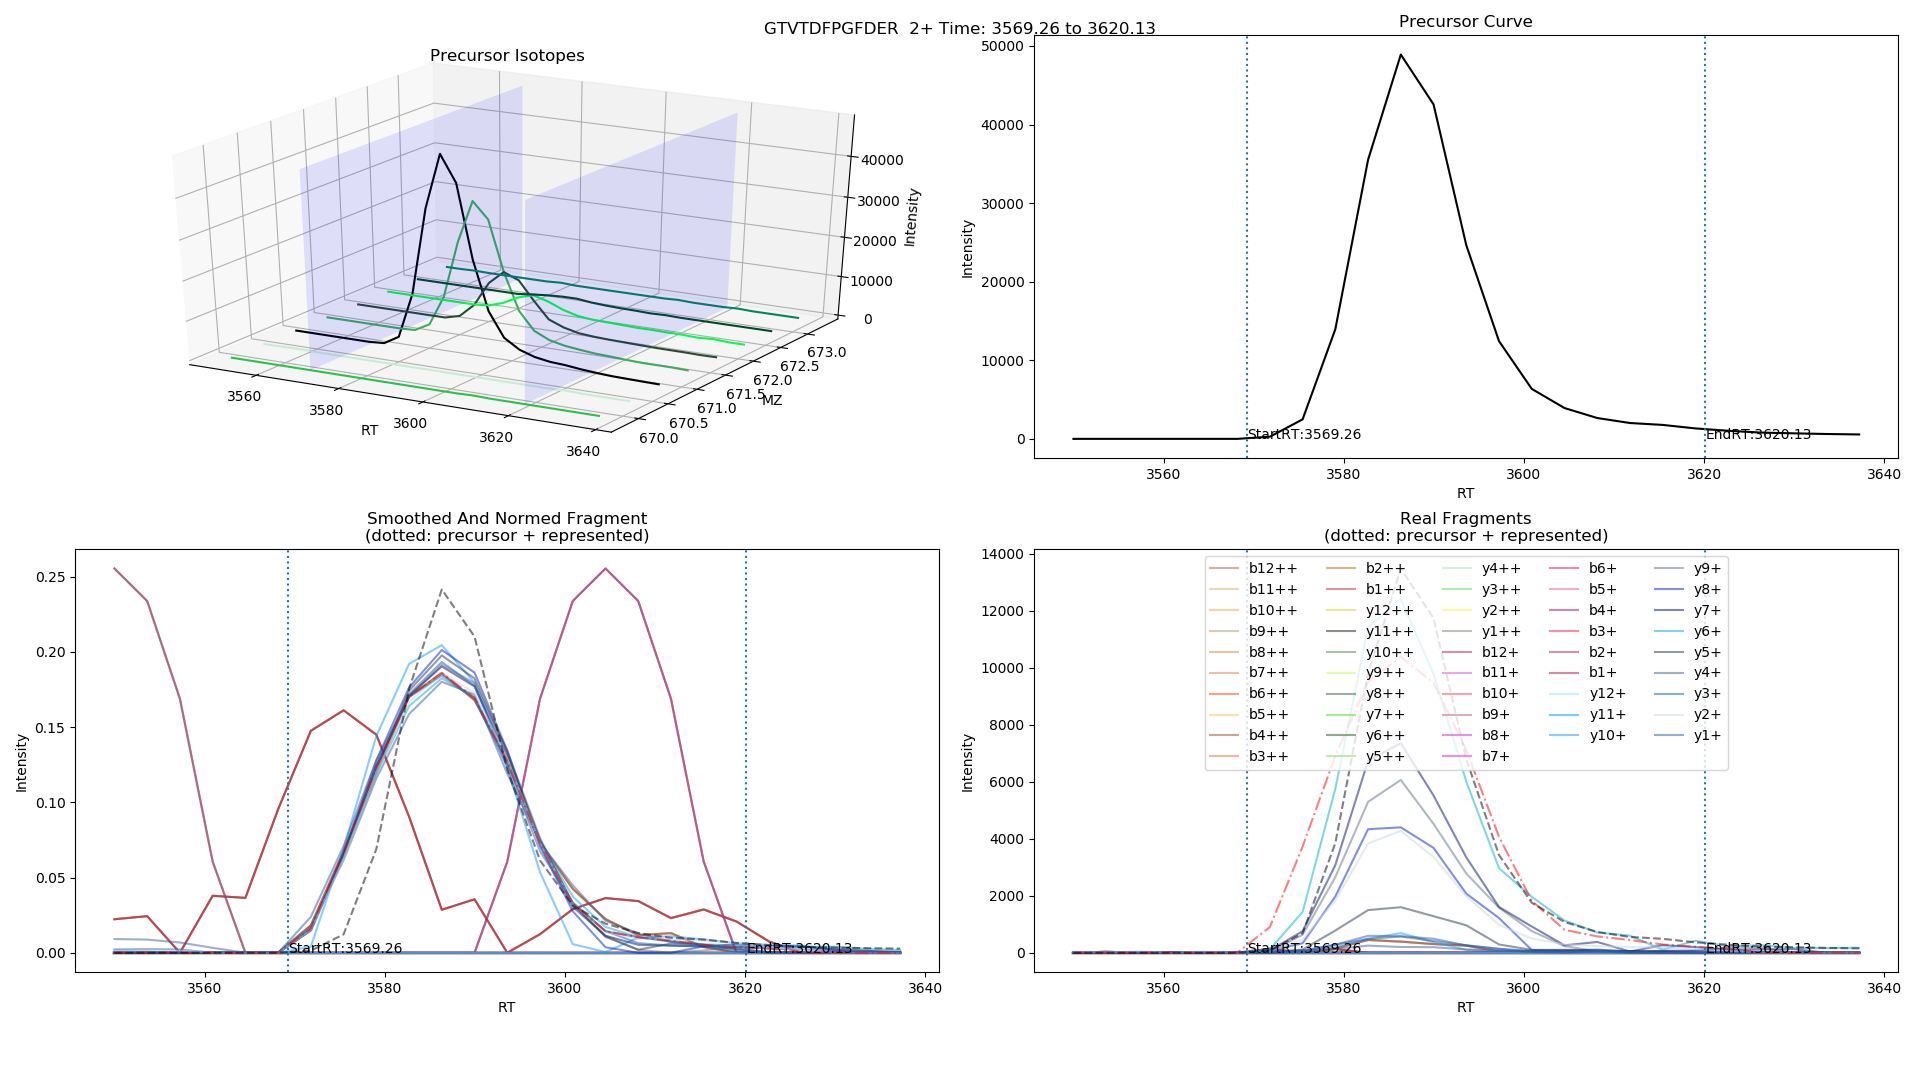 GTVTDFPGFDER  2+ Time: 3569.26 to 3620.13
Precursor Isotopes
40000
30000
20000
10000
0
Intensity
3560
3580
3600
3620
3640
RT
670.0
670.5
671.0
671.5
672.0
672.5
673.0
MZ
Precursor Curve
50000
40000
30000
20000
10000
0
Intensity
StartRT:3569.26
EndRT:3620.13
3560
3580
3600
3620
3640
RT
Smoothed And Normed Fragment
(dotted: precursor + represented)
0.25
0.20
0.15
0.10
0.05
0.00
Intensity
StartRT:3569.26
EndRT:3620.13
3560
3580
3600
3620
3640
RT
Real Fragments
(dotted: precursor + represented)
14000
12000
10000
8000
6000
4000
2000
0
Intensity
b12++
b11++
b10++
b9++
b8++
b7++
b6++
b5++
b4++
b3++
b2++
b1++
y12++
y11++
y10++
y9++
y8++
y7++
y6++
y5++
y4++
y3++
y2++
y1++
b12+
b11+
b10+
b9+
b8+
b7+
b6+
b5+
b4+
b3+
b2+
b1+
y12+
y11+
y10+
y9+
y8+
y7+
y6+
y5+
y4+
y3+
y2+
y1+
StartRT:3569.26
EndRT:3620.13
3560
3580
3600
3620
3640
RT